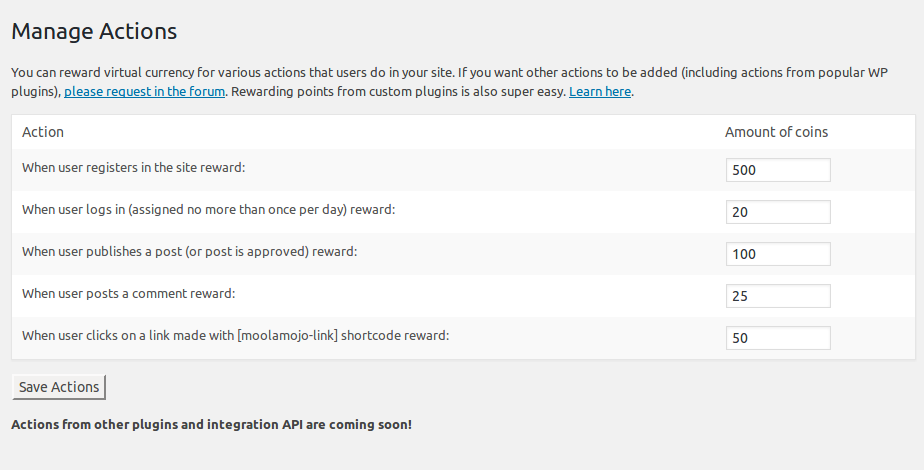 Manage Actions
You can reward virtual currency for various actions that users do in your site. If you want other actions to be added (including actions from popular WP
plugins), please request in the forum. Rewarding points from custom plugins is also super easy. Learn here.
Action Amount of coins
When user registers in the site reward: 500
When user logs in (assigned no more than once per day) reward: 20
When user publishes a post (or post is approved) reward: 100
When user posts a comment reward: 25
When user clicks on a link made with [moolamojo-link] shortcode reward: 50
Save Actions
Actions from other plugins and integration API are coming soon!